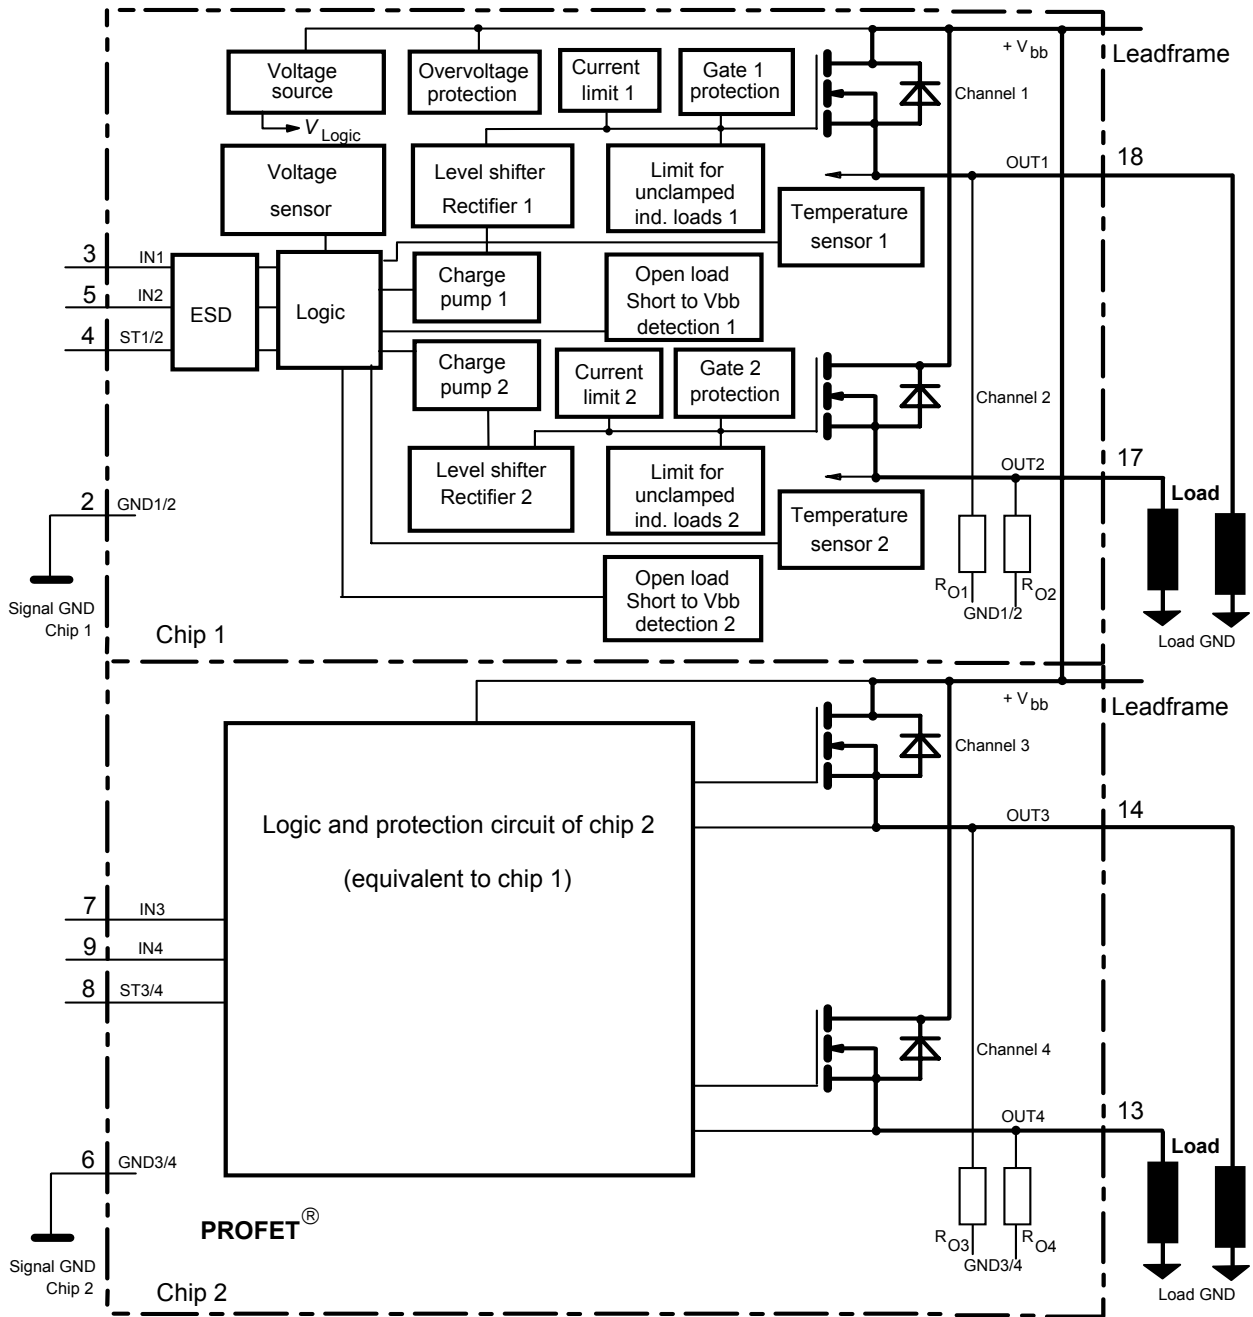 + V bb
Leadframe
Voltage
source
Overvoltage
protection
Current
limit 1
Gate 1
protection
Channel 1
V Logic
Voltage
sensor
Level shifter
Rectifier 1
Limit for
unclamped
ind. loads 1
OUT1
18
Temperature
sensor 1
3 IN1
5 IN2
4 ST1/2
ESD
Logic
Charge
pump 1
Open load
Short to Vbb
detection 1
Charge
pump 2
Current
limit 2
Gate 2
protection
Channel 2
Level shifter
Rectifier 2
Limit for
unclamped
ind. loads 2
OUT2
17
Load
2 GND1/2
Temperature
sensor 2
Open load
Short to Vbb
detection 2
RO1
RO2
GND1/2
Signal GND
Chip 1
Chip 1
Load GND
+ V bb
Leadframe
Channel 3
Logic and protection circuit of chip 2
(equivalent to chip 1)
OUT3
14
7 IN3
9 IN4
8 ST3/4
Channel 4
OUT4
13
Load
6 GND3/4
PROFET®
RO3
RO4
GND3/4
Signal GND
Chip 2
Chip 2
Load GND